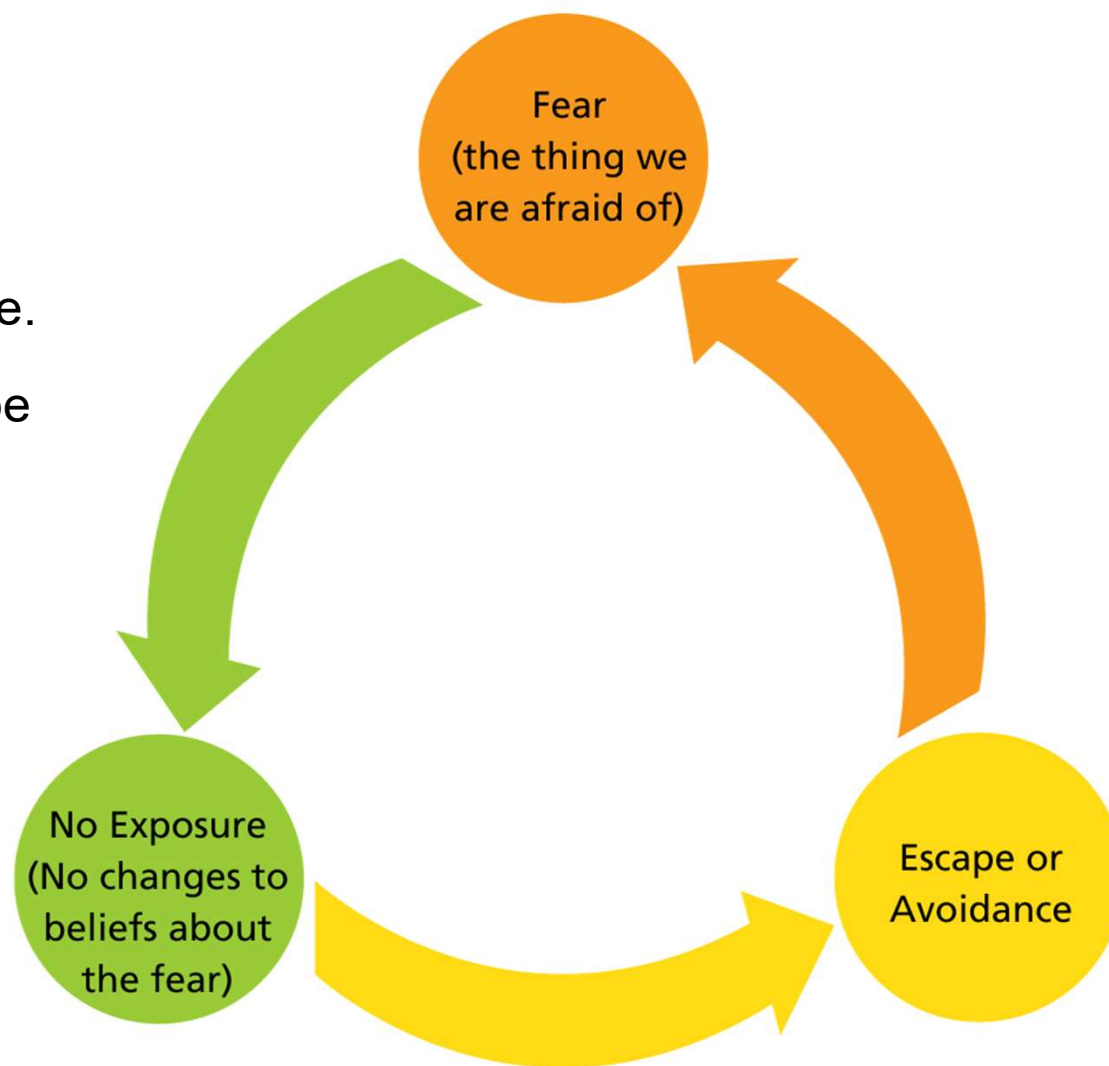 Fear
(the thing we
are afraid of)
e.
be
No Exposure
(No changes to
beliefs about
the fear)
Escape or
Avoidance